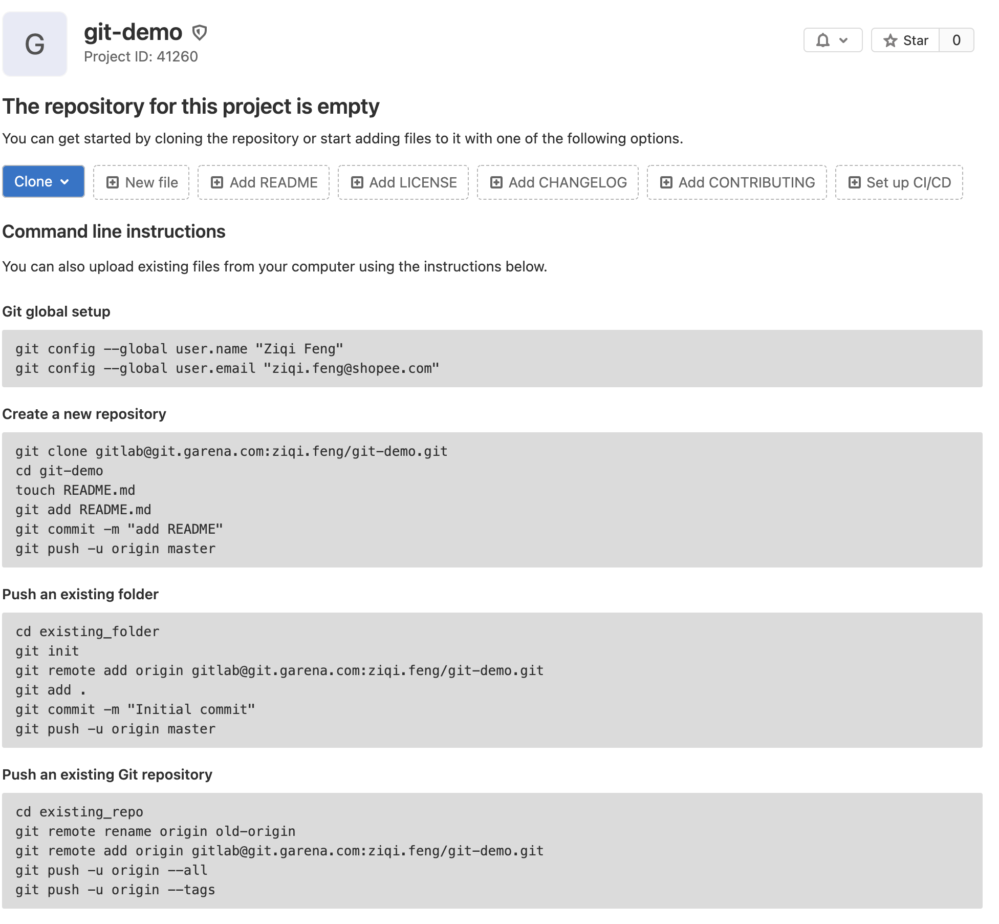 G
git-demo
Project ID: 41260
Star 0
The repository for this project is empty
You can get started by cloning the repository or start adding files to it with one of the following options.
Clone New file Add README Add LICENSE Add CHANGELOG Add CONTRIBUTING Set up CI/CD
Command line instructions
You can also upload existing files from your computer using the instructions below.
Git global setup
git config --global user.name "Ziqi Feng"
git config --global user.email "ziqi.feng@shopee.com"
Create a new repository
git clone gitlab@git.garena.com:ziqi.feng/git-demo.git
cd git-demo
touch README.md
git add README.md
git commit -m "add README"
git push -u origin master
Push an existing folder
cd existing_folder
git init
git remote add origin gitlab@git.garena.com:ziqi.feng/git-demo.git
git add .
git commit -m "Initial commit"
git push -u origin master
Push an existing Git repository
cd existing_repo
git remote rename origin old-origin
git remote add origin gitlab@git.garena.com:ziqi.feng/git-demo.git
git push -u origin --all
git push -u origin --tags